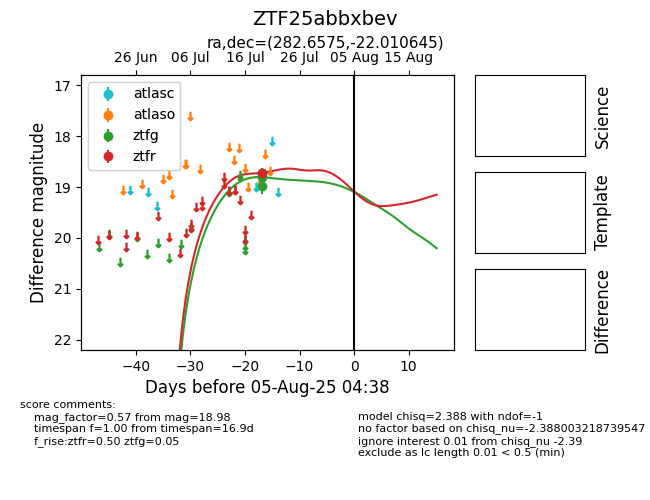 ZTF25abbxbev
ra,dec=(282.6575,-22.010645)
26 Jun 06 Jul 16 Jul 26 Jul 05 Aug 15 Aug
17
18
19
20
21
22
Difference magnitude
atlasc
atlaso
ztfg
ztfr
−40 −30 −20 −10 0 10
Days before 05-Aug-25 04:38
Science
Template
Difference
score comments:
mag_factor=0.57 from mag=18.98
timespan f=1.00 from timespan=16.9d
f_rise:ztfr=0.50 ztfg=0.05
model chisq=2.388 with ndof=-1
no factor based on chisq_nu=-2.388003218739547
ignore interest 0.01 from chisq_nu -2.39
exclude as lc length 0.01 < 0.5 (min)